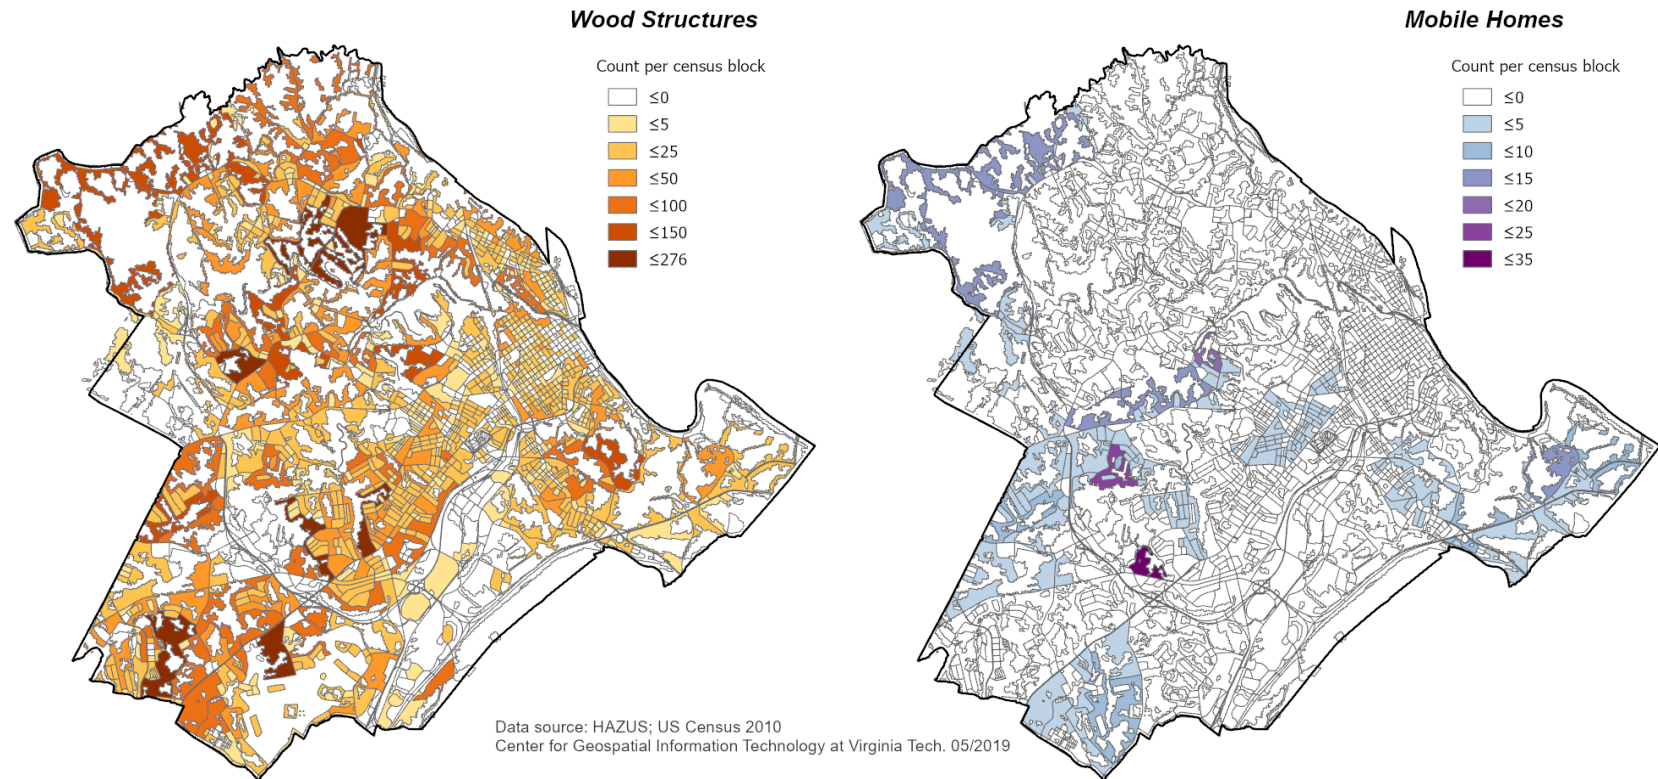 Wood Structures
Count per census block
≤0
≤5
≤25
≤50
≤100
≤150
≤276
Mobile Homes
Count per census block
≤0
≤5
≤10
≤15
≤20
≤25
≤35
Data source: HAZUS; US Census 2010
Center for Geospatial Information Technology at Virginia Tech. 05/2019